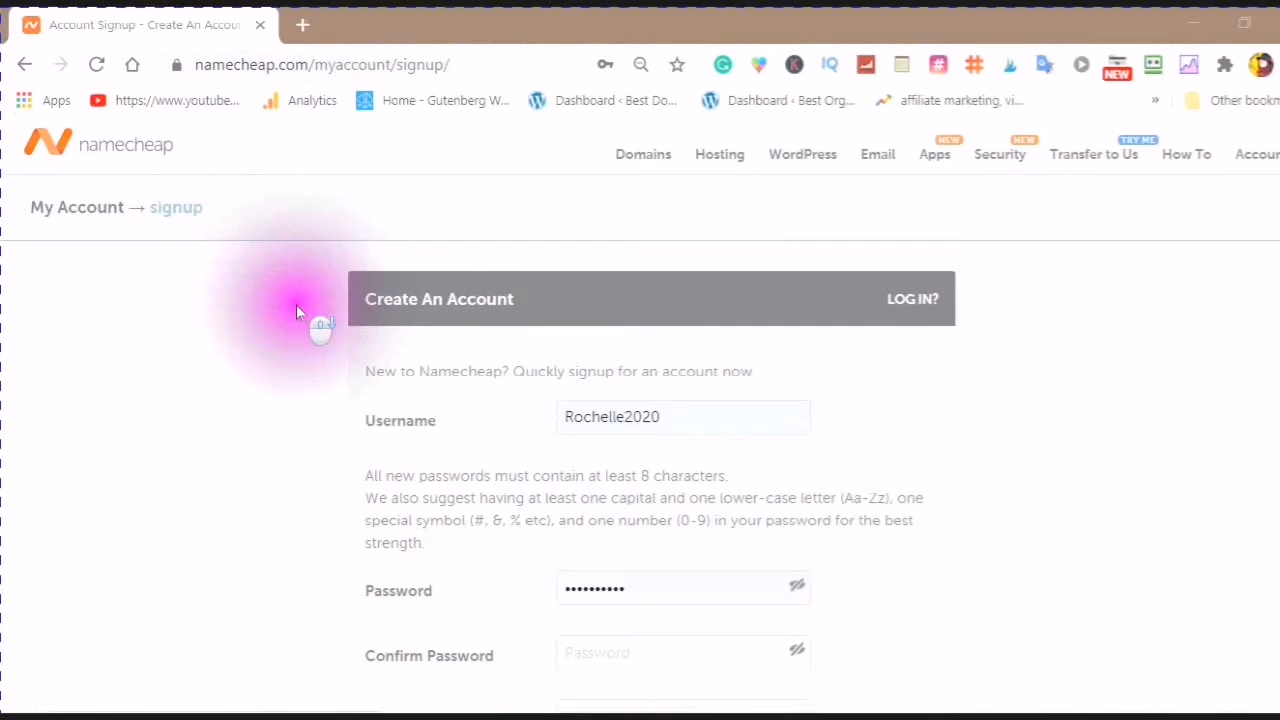 Account Signup - Create An Accou
namecheap.com/myaccount/signup/
NEW
Apps
https://www.youtube...
Analytics
Home - Gutenberg W...
Dashboard ‹ Best Do...
Dashboard ‹ Best Org...
affiliate marketing, vi...
»
Other bookm
namecheap
NEW
NEW
TRY ME
Domains
Hosting
WordPress
Email
Apps
Security
Transfer to Us
How To
Accoun
My Account → signup
Create An Account
LOG IN?
New to Namecheap? Quickly signup for an account now
Username
Rochelle2020
All new passwords must contain at least 8 characters.
We also suggest having at least one capital and one lower-case letter (Aa-Zz), one
special symbol (#, &, % etc), and one number (0-9) in your password for the best
strength.
Password
••••••••••
Confirm Password
Password